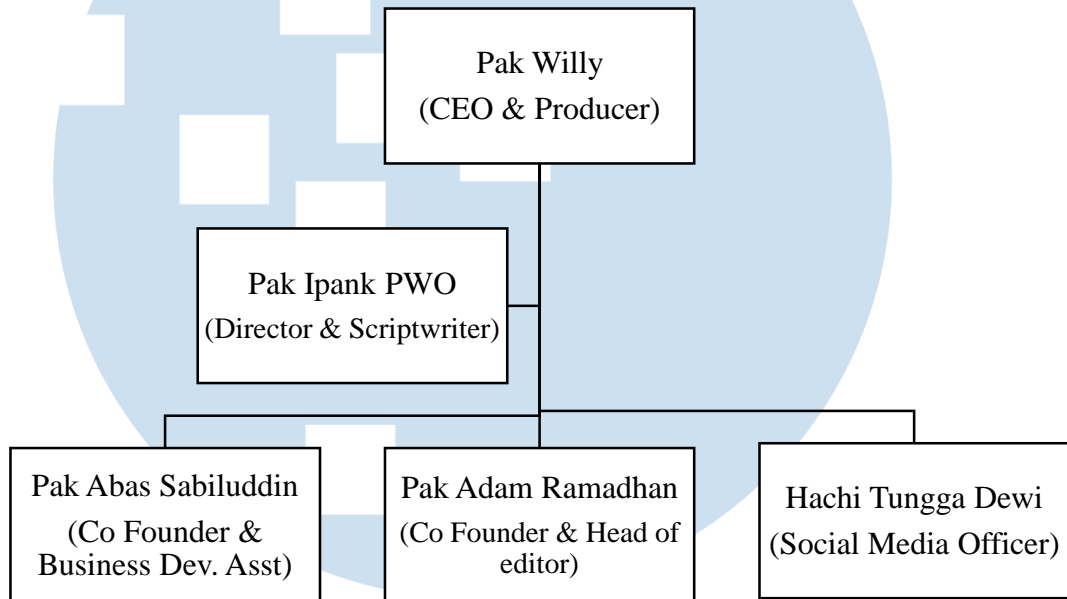 Pak Willy
(CEO & Producer)
Pak Ipank PWO
(Director & Scriptwriter)
Pak Abas Sabiluddin
(Co Founder &
Business Dev. Asst)
Pak Adam Ramadhan
(Co Founder & Head of
editor)
Hachi Tungga Dewi
(Social Media Officer)